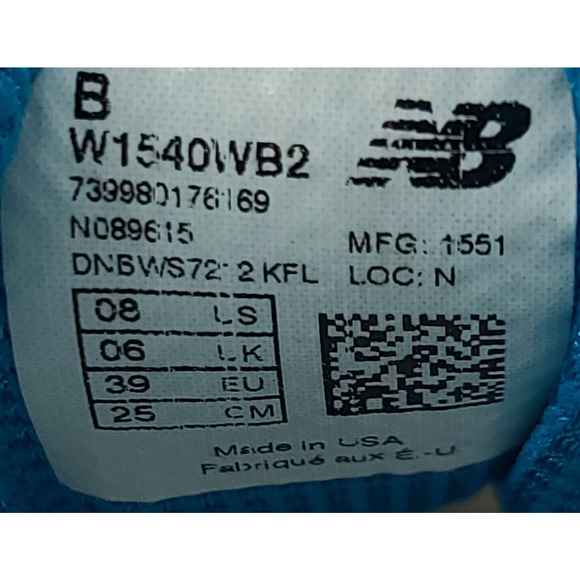 B
NB
W1540WB2
739980176169
N089615
MFG: 1551
2 KFL
LOC: N
08 US
06 UK
39 EU
25 CM
Made in USA
Fabriqué aux É.-U